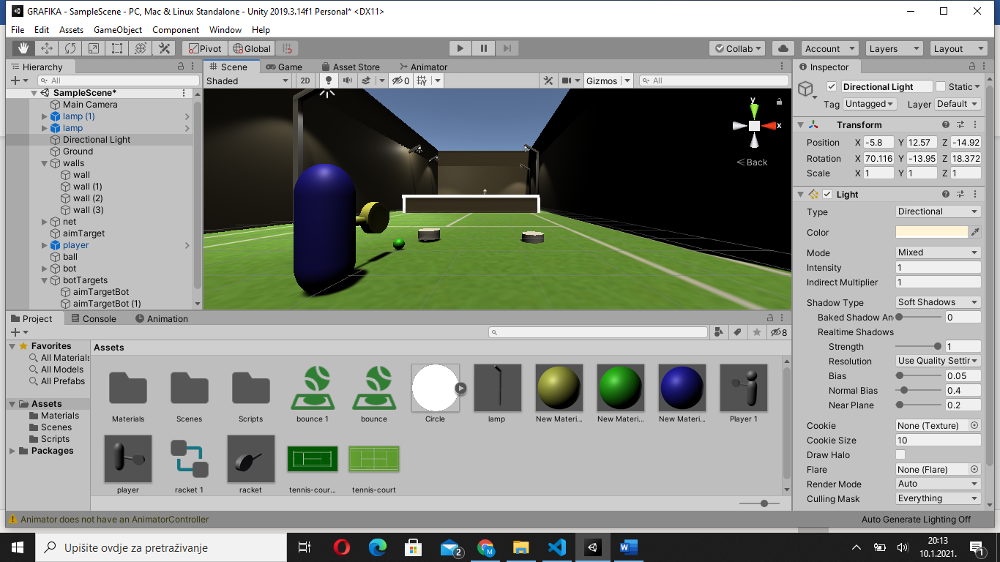 GRAFIKA - SampleScene - PC, Mac & Linux Standalone - Unity 2019.3.14f1 Personal* <DX11>
File Edit Assets GameObject Component Window Help
Pivot Global Collab Account Layers Layout
Hierarchy
All
SampleScene*
Main Camera
lamp (1)
lamp
Directional Light
Ground
walls
wall
wall (1)
wall (2)
wall (3)
net
aimTarget
player
ball
bot
botTargets
aimTargetBot
aimTargetBot (1)
Scene Game Asset Store Animator
Shaded 2D 0 Gizmos All
y
x
Back
Inspector
Directional Light Static
Tag Untagged Layer Default
Transform
Position X -5.8 Y 12.57 Z -14.92
Rotation X 70.116 Y -13.95 Z 18.372
Scale X 1 Y 1 Z 1
Light
Type Directional
Color
Mode Mixed
Intensity 1
Indirect Multiplier 1
Shadow Type Soft Shadows
Baked Shadow An 0
Realtime Shadows
Strength 1
Resolution Use Quality Settir
Bias 0.05
Normal Bias 0.4
Near Plane 0.2
Cookie None (Texture)
Cookie Size 10
Draw Halo
Flare None (Flare)
Render Mode Auto
Culling Mask Everything
Project Console Animation
8
Favorites
All Materials
All Models
All Prefabs
Assets
Materials
Scenes
Scripts
Packages
Assets
Materials Scenes Scripts bounce 1 bounce Circle lamp New Materi... New Materi... New Materi... Player 1
player racket 1 racket tennis-cour... tennis-court
Animator does not have an AnimatorController
Auto Generate Lighting Off
Upišite ovdje za pretraživanje
2
M
W
20:13
10.1.2021.
1